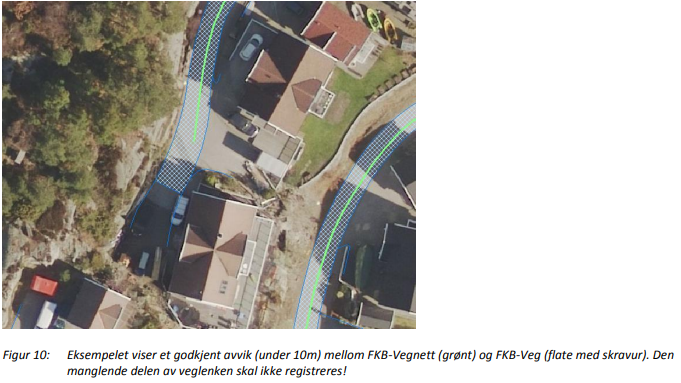 Figur 10: Eksempelet viser et godkjent avvik (under 10m) mellom FKB-Vegnett (grønt) og FKB-Veg (flate med skravur). Den
manglende delen av veglenken skal ikke registreres!